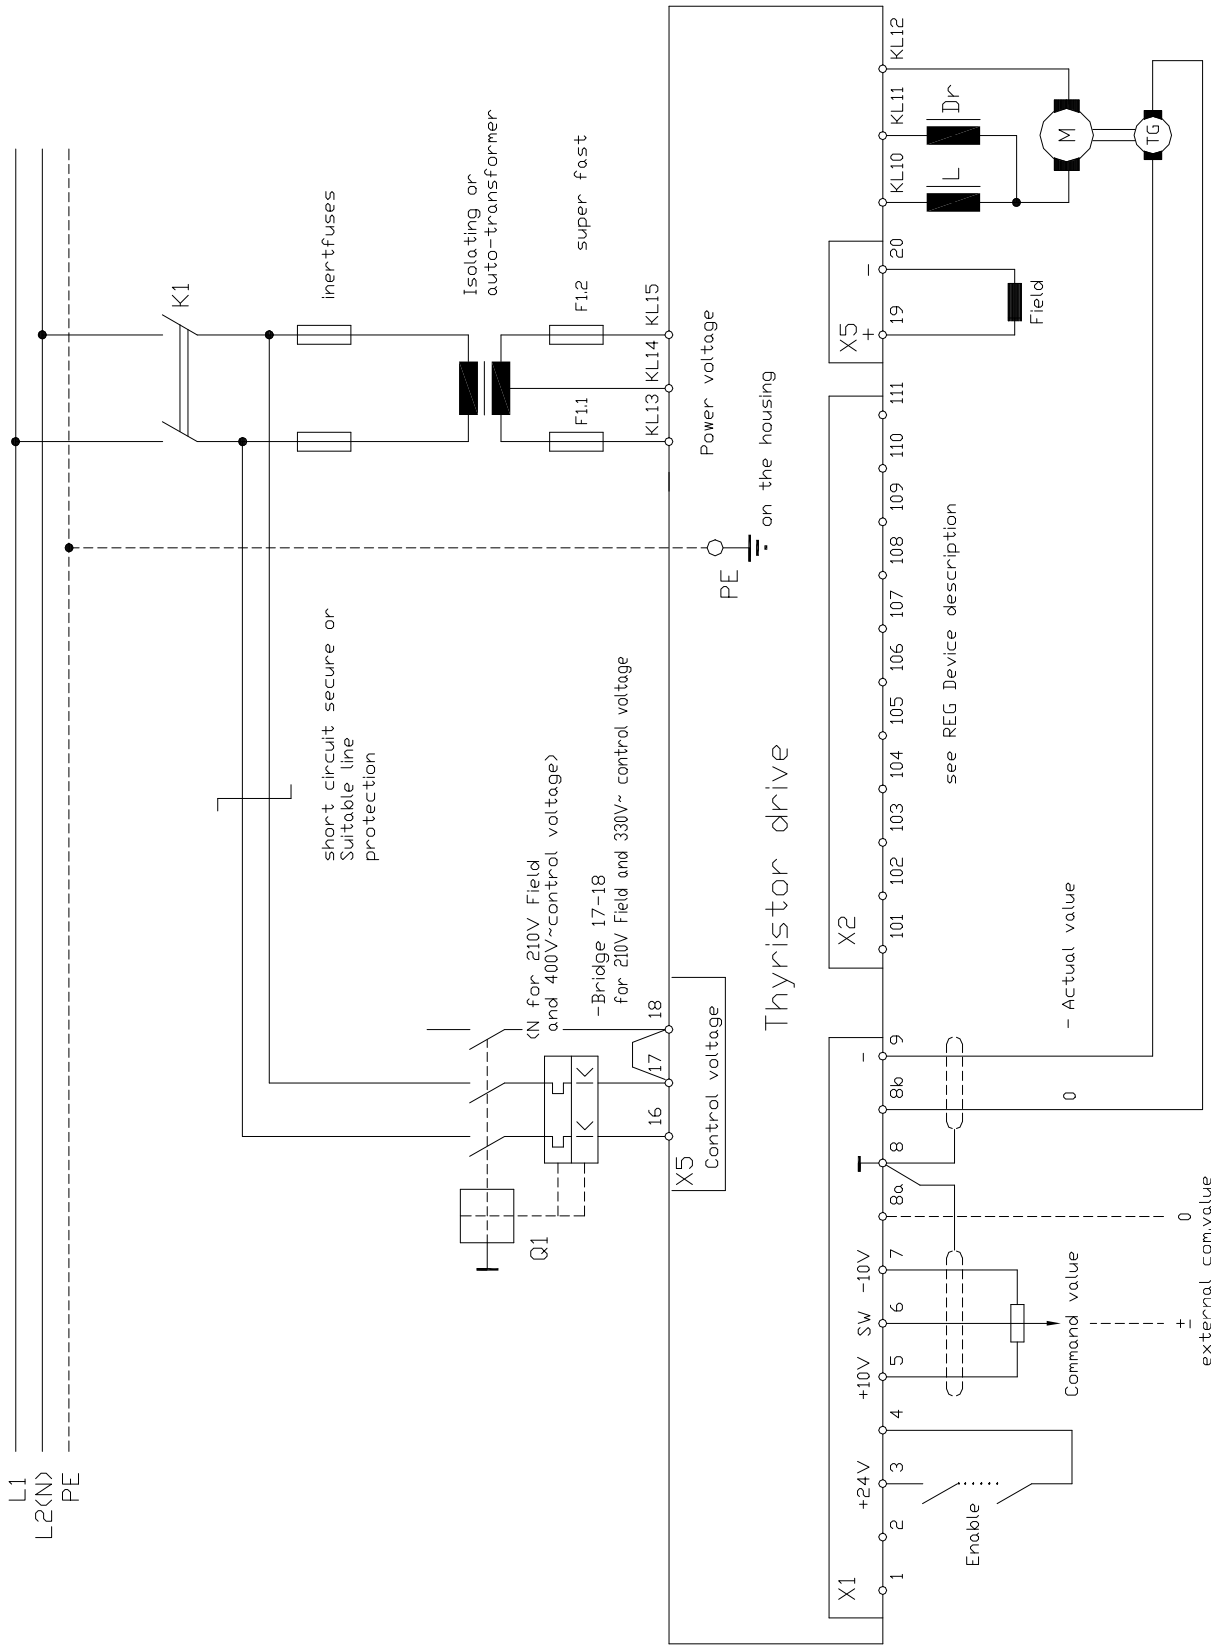 L1
L2(N)
PE
K1
short circuit secure or
Suitable line
protection
inertfuses
Isolating or
auto-transformer
Q1
(N for 210V Field
and 400V~control voltage)
-Bridge 17-18
for 210V Field and 330V~ control voltage
F1.1
F1.2
super fast
16
17
18
KL13
KL14
KL15
X5
Control voltage
PE
on the housing
Power voltage
Thyristor drive
X1
X2
X5
+24V
+10V
SW
-10V
-
+
-
1
2
3
4
5
6
7
8a
8
8b
9
101
102
103
104
105
106
107
108
109
110
111
19
20
KL10
KL11
KL12
Enable
see REG Device description
L
Dr
Field
M
Command value
0
- Actual value
TG
±
0
external com.value